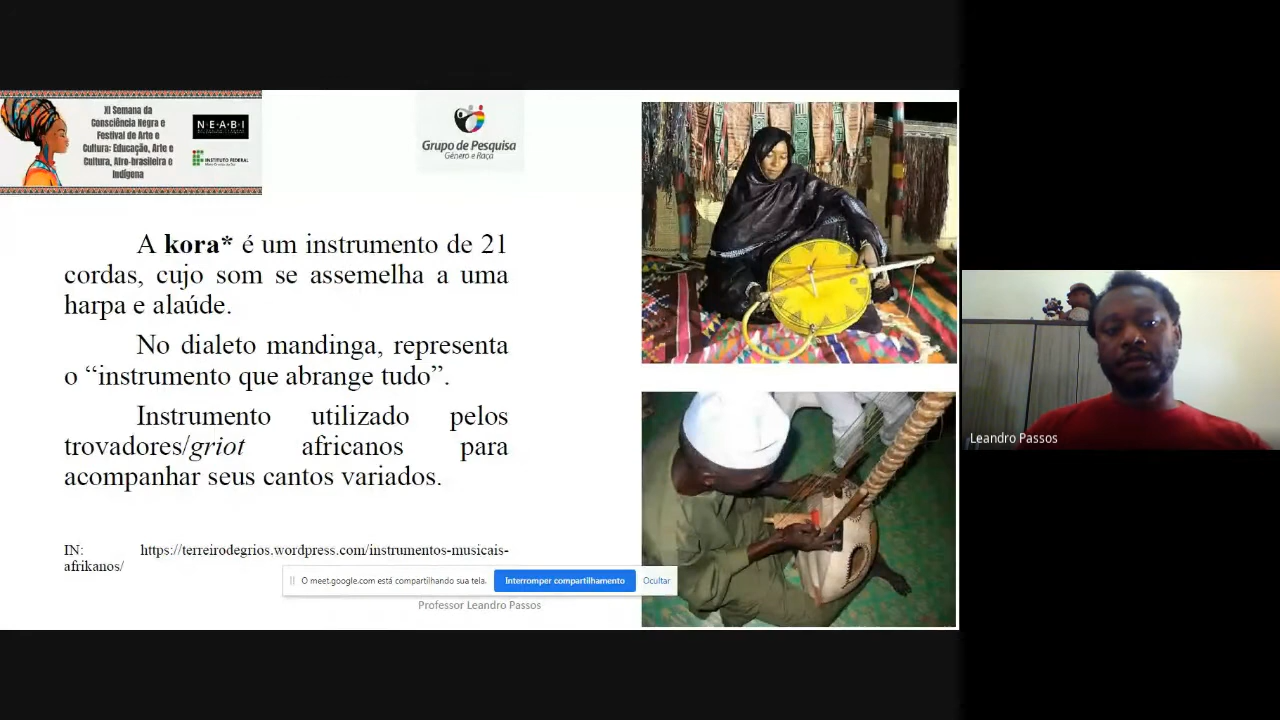 XI Semana da
Consciência Negra e
Festival de Arte e
Cultura: Educação, Arte e
Cultura, Afro-brasileira e
Indígena
N·E·A·B·I
INSTITUTO FEDERAL
Grupo de Pesquisa
Gênero e Raça
A kora* é um instrumento de 21
cordas, cujo som se assemelha a uma
harpa e alaúde.
No dialeto mandinga, representa
o “instrumento que abrange tudo”.
Instrumento utilizado pelos
trovadores/griot africanos para
acompanhar seus cantos variados.
IN: https://terreirodegrios.wordpress.com/instrumentos-musicais-
afrikanos/
O meet.google.com está compartilhando sua tela.
Interromper compartilhamento
Ocultar
Professor Leandro Passos
Leandro Passos